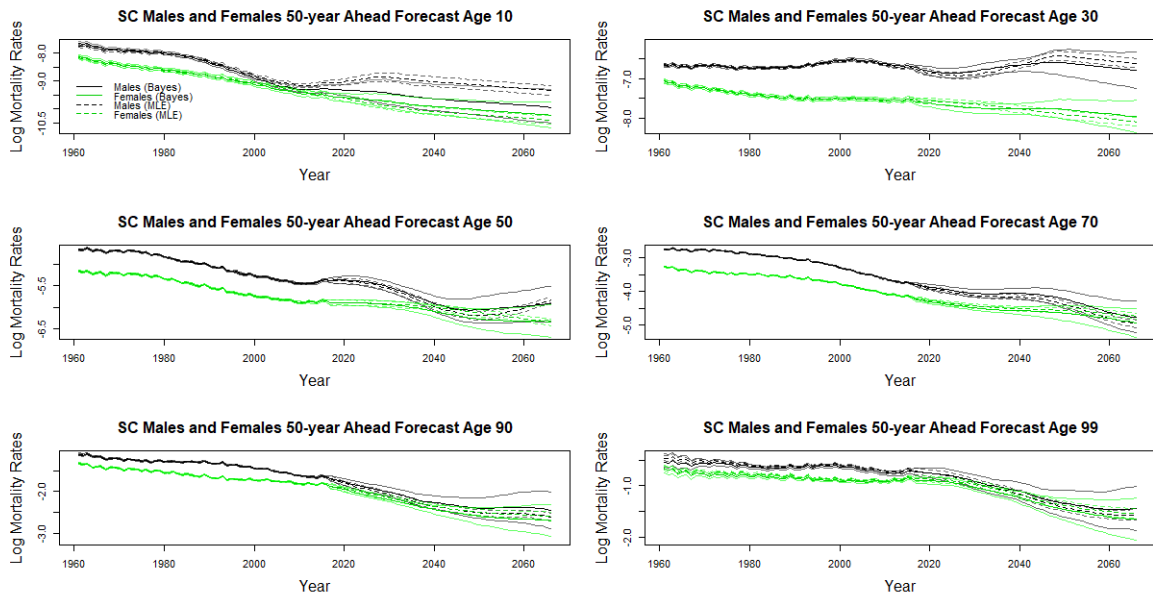 SC Males and Females 50-year Ahead Forecast Age 10
Log Mortality Rates
-8.0
-9.0
-10.5
Males (Bayes)
Females (Bayes)
Males (MLE)
Females (MLE)
1960 1980 2000 2020 2040 2060
Year
SC Males and Females 50-year Ahead Forecast Age 30
Log Mortality Rates
-7.0
-8.0
1960 1980 2000 2020 2040 2060
Year
SC Males and Females 50-year Ahead Forecast Age 50
Log Mortality Rates
-5.5
-6.5
1960 1980 2000 2020 2040 2060
Year
SC Males and Females 50-year Ahead Forecast Age 70
Log Mortality Rates
-3.0
-4.0
-5.0
1960 1980 2000 2020 2040 2060
Year
SC Males and Females 50-year Ahead Forecast Age 90
Log Mortality Rates
-2.0
-3.0
1960 1980 2000 2020 2040 2060
Year
SC Males and Females 50-year Ahead Forecast Age 99
Log Mortality Rates
-1.0
-2.0
1960 1980 2000 2020 2040 2060
Year